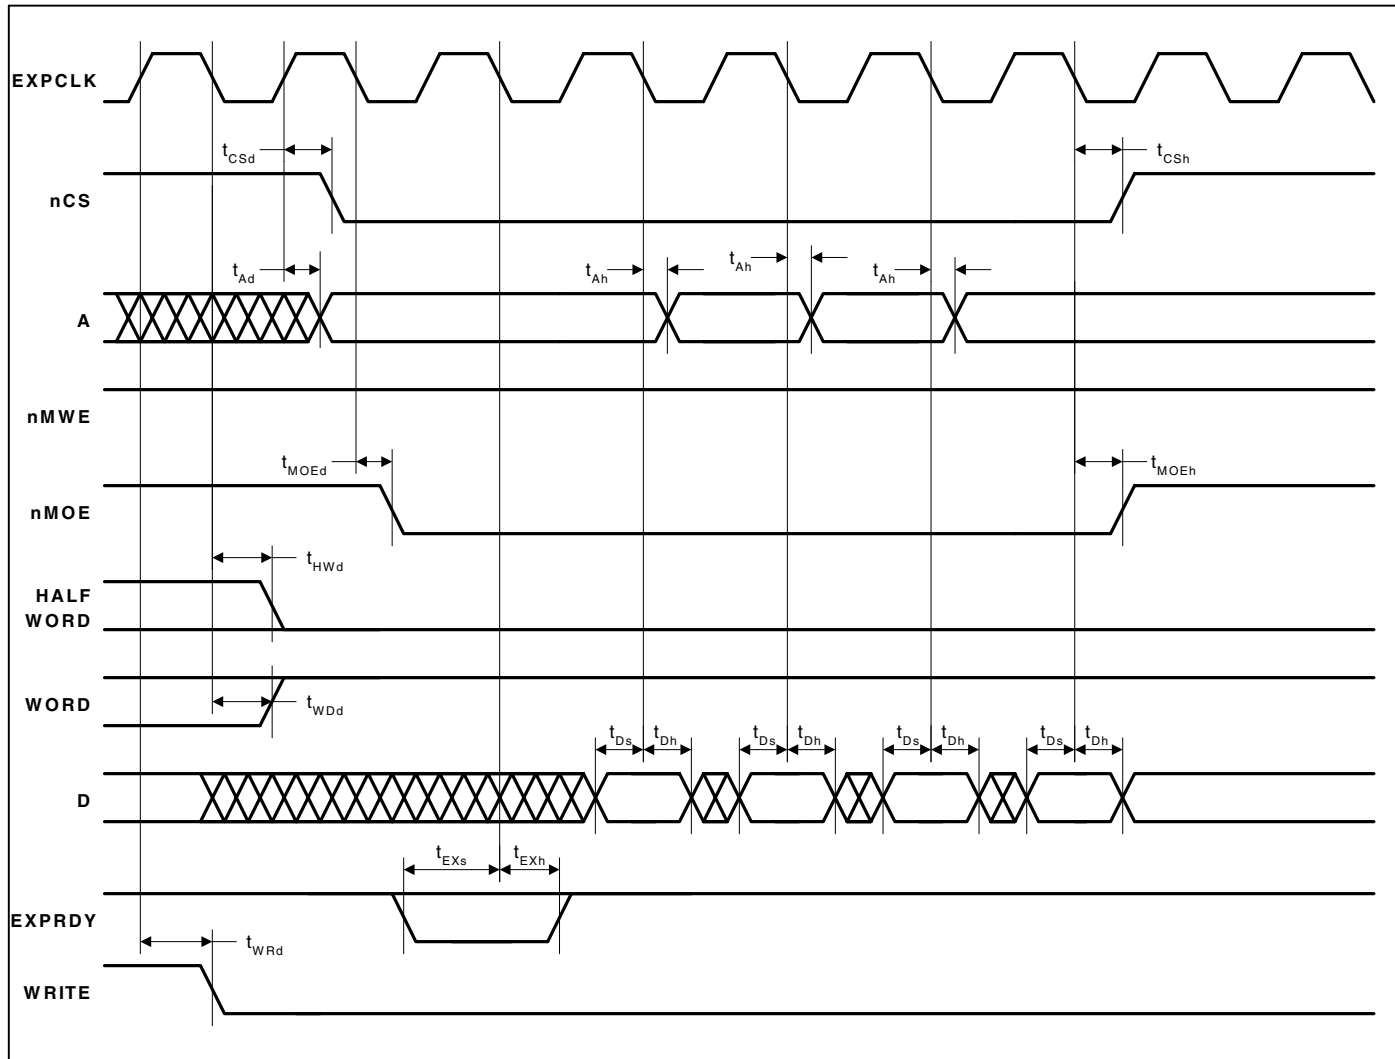 EXPCLK
tCSd
tCSh
nCS
tAd
tAh
tAh
tAh
A
nMWE
tMOEd
tMOEh
nMOE
tHWd
HALF
WORD
WORD
tWDd
tDs
tDh
tDs
tDh
tDs
tDh
tDs
tDh
D
tEXs
tEXh
EXPRDY
tWRd
WRITE